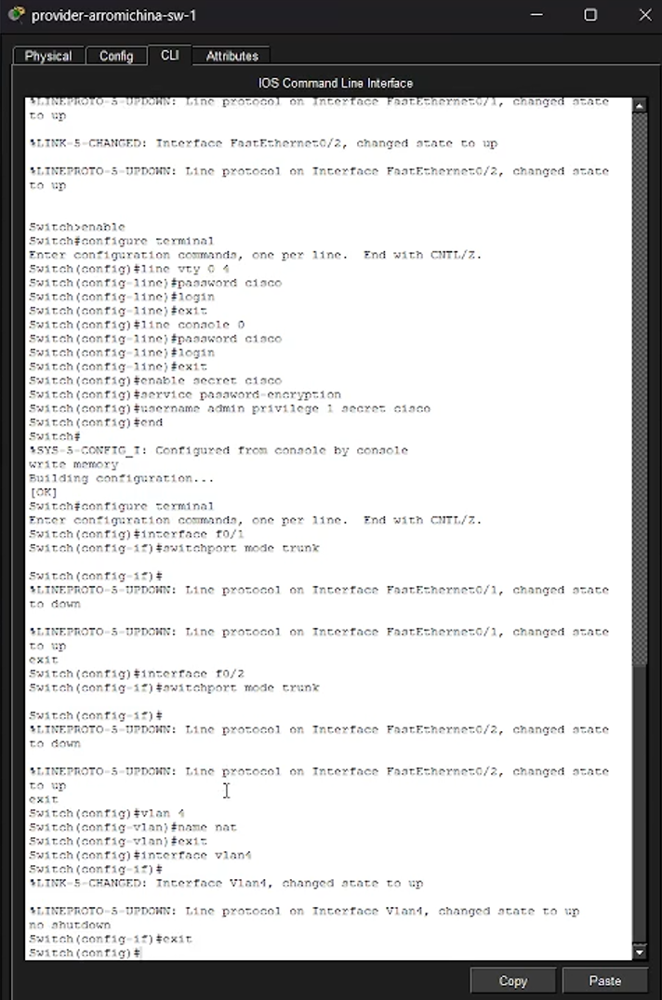 provider-arromichina-sw-1
Physical Config CLI Attributes
IOS Command Line Interface
%LINEPROTO-5-UPDOWN: Line protocol on Interface FastEthernet0/1, changed state
to up
%LINK-5-CHANGED: Interface FastEthernet0/2, changed state to up
%LINEPROTO-5-UPDOWN: Line protocol on Interface FastEthernet0/2, changed state
to up
Switch>enable
Switch#configure terminal
Enter configuration commands, one per line.  End with CNTL/Z.
Switch(config)#line vty 0 4
Switch(config-line)#password cisco
Switch(config-line)#login
Switch(config-line)#exit
Switch(config)#line console 0
Switch(config-line)#password cisco
Switch(config-line)#login
Switch(config-line)#exit
Switch(config)#enable secret cisco
Switch(config)#service password-encryption
Switch(config)#username admin privilege 1 secret cisco
Switch(config)#end
Switch#
%SYS-5-CONFIG_I: Configured from console by console
write memory
Building configuration...
[OK]
Switch#configure terminal
Enter configuration commands, one per line.  End with CNTL/Z.
Switch(config)#interface f0/1
Switch(config-if)#switchport mode trunk
Switch(config-if)#
%LINEPROTO-5-UPDOWN: Line protocol on Interface FastEthernet0/1, changed state
to down
%LINEPROTO-5-UPDOWN: Line protocol on Interface FastEthernet0/1, changed state
to up
exit
Switch(config)#interface f0/2
Switch(config-if)#switchport mode trunk
Switch(config-if)#
%LINEPROTO-5-UPDOWN: Line protocol on Interface FastEthernet0/2, changed state
to down
%LINEPROTO-5-UPDOWN: Line protocol on Interface FastEthernet0/2, changed state
to up
exit
Switch(config)#vlan 4
Switch(config-vlan)#name nat
Switch(config-vlan)#exit
Switch(config)#interface vlan4
Switch(config-if)#
%LINK-5-CHANGED: Interface Vlan4, changed state to up
%LINEPROTO-5-UPDOWN: Line protocol on Interface Vlan4, changed state to up
no shutdown
Switch(config-if)#exit
Switch(config)#
Copy Paste